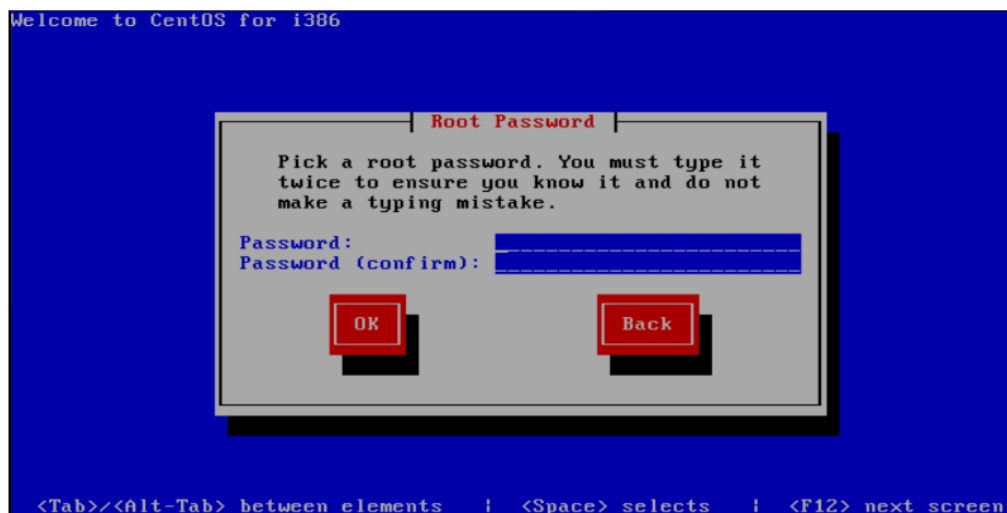 Welcome to CentOS for i386
Root Password
Pick a root password. You must type it
twice to ensure you know it and do not
make a typing mistake.
Password:
Password (confirm):
OK Back
<Tab>/<Alt-Tab> between elements | <Space> selects | <F12> next screen